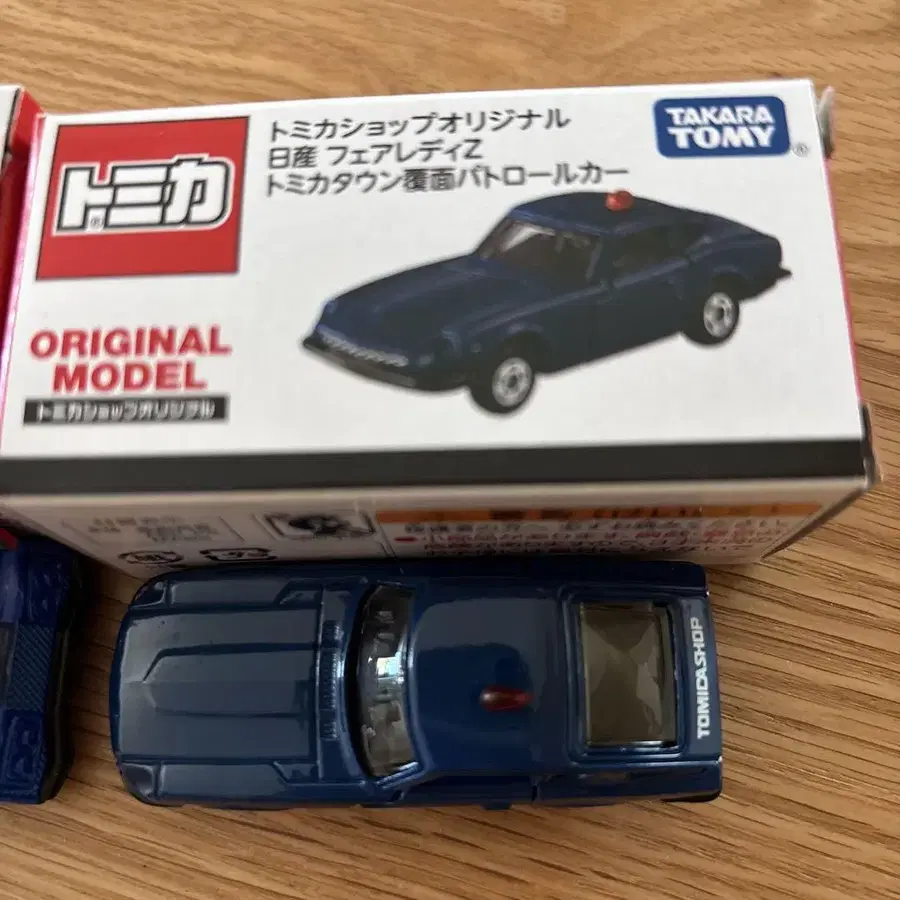 トミカショップオリジナル
日産 フェアレディZ
トミカタウン覆面パトロールカー
TAKARA
TOMY
®
トミカ
®
ORIGINAL
MODEL
トミカショップオリジナル
TOMICA SHOP